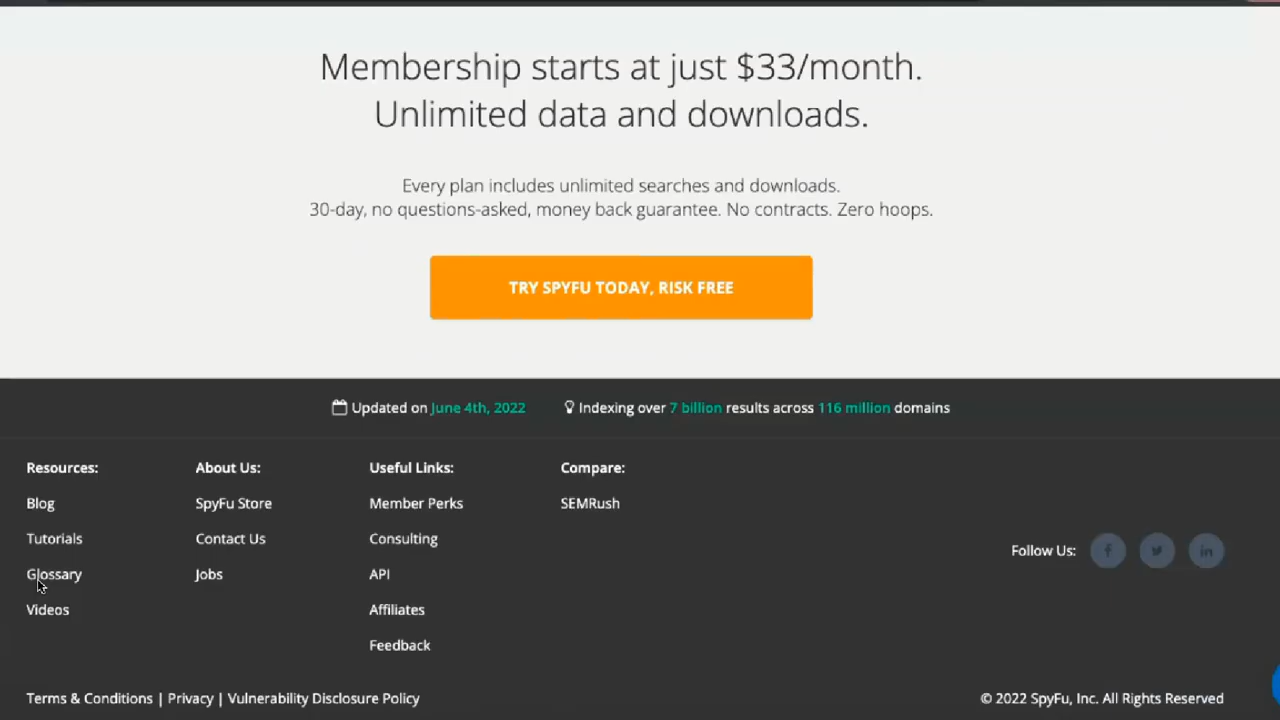 Membership starts at just $33/month.
Unlimited data and downloads.
Every plan includes unlimited searches and downloads.
30-day, no questions-asked, money back guarantee. No contracts. Zero hoops.
TRY SPYFU TODAY, RISK FREE
Updated on June 4th, 2022
Indexing over 7 billion results across 116 million domains
Resources:
Blog
Tutorials
Glossary
Videos
About Us:
SpyFu Store
Contact Us
Jobs
Useful Links:
Member Perks
Consulting
API
Affiliates
Feedback
Compare:
SEMRush
Follow Us:
Terms & Conditions | Privacy | Vulnerability Disclosure Policy
© 2022 SpyFu, Inc. All Rights Reserved